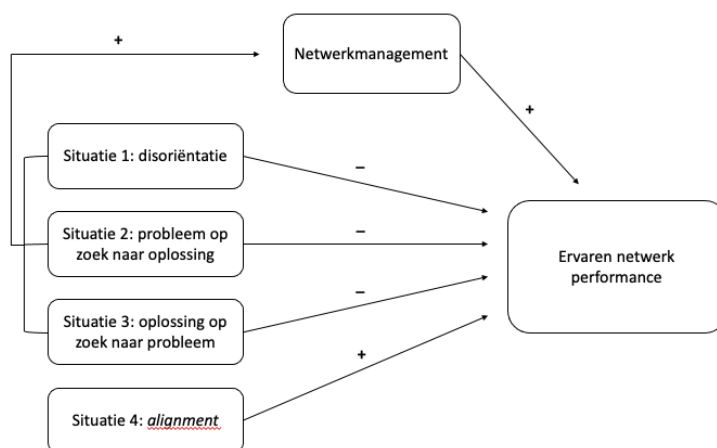 +
Netwerkmanagement
+
Situatie 1: disoriëntatie
–
Situatie 2: probleem op
zoek naar oplossing
–
Ervaren netwerk
performance
–
Situatie 3: oplossing op
zoek naar probleem
+
Situatie 4: alignment